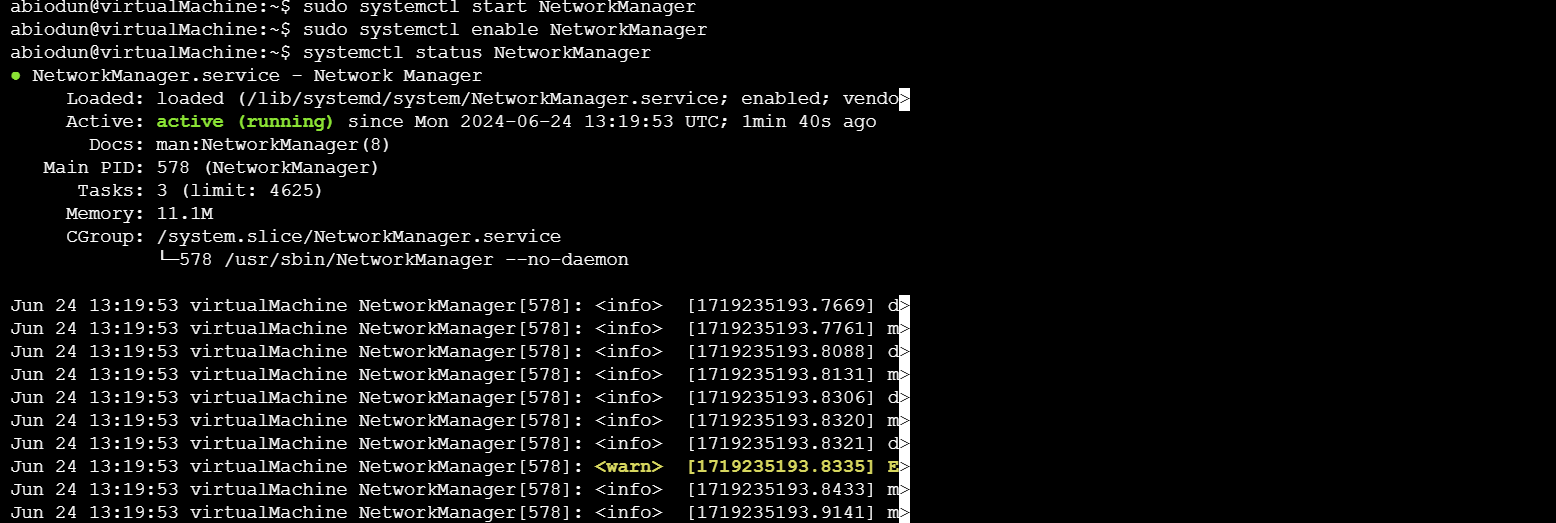 abiodun@virtualMachine:~$ sudo systemctl start NetworkManager
abiodun@virtualMachine:~$ sudo systemctl enable NetworkManager
abiodun@virtualMachine:~$ systemctl status NetworkManager
● NetworkManager.service - Network Manager
     Loaded: loaded (/lib/systemd/system/NetworkManager.service; enabled; vendo>
     Active: active (running) since Mon 2024-06-24 13:19:53 UTC; 1min 40s ago
       Docs: man:NetworkManager(8)
   Main PID: 578 (NetworkManager)
      Tasks: 3 (limit: 4625)
     Memory: 11.1M
     CGroup: /system.slice/NetworkManager.service
             └─578 /usr/sbin/NetworkManager --no-daemon

Jun 24 13:19:53 virtualMachine NetworkManager[578]: <info>  [1719235193.7669] d>
Jun 24 13:19:53 virtualMachine NetworkManager[578]: <info>  [1719235193.7761] m>
Jun 24 13:19:53 virtualMachine NetworkManager[578]: <info>  [1719235193.8088] d>
Jun 24 13:19:53 virtualMachine NetworkManager[578]: <info>  [1719235193.8131] m>
Jun 24 13:19:53 virtualMachine NetworkManager[578]: <info>  [1719235193.8306] d>
Jun 24 13:19:53 virtualMachine NetworkManager[578]: <info>  [1719235193.8320] m>
Jun 24 13:19:53 virtualMachine NetworkManager[578]: <info>  [1719235193.8321] d>
Jun 24 13:19:53 virtualMachine NetworkManager[578]: <warn>  [1719235193.8335] E>
Jun 24 13:19:53 virtualMachine NetworkManager[578]: <info>  [1719235193.8433] m>
Jun 24 13:19:53 virtualMachine NetworkManager[578]: <info>  [1719235193.9141] m>